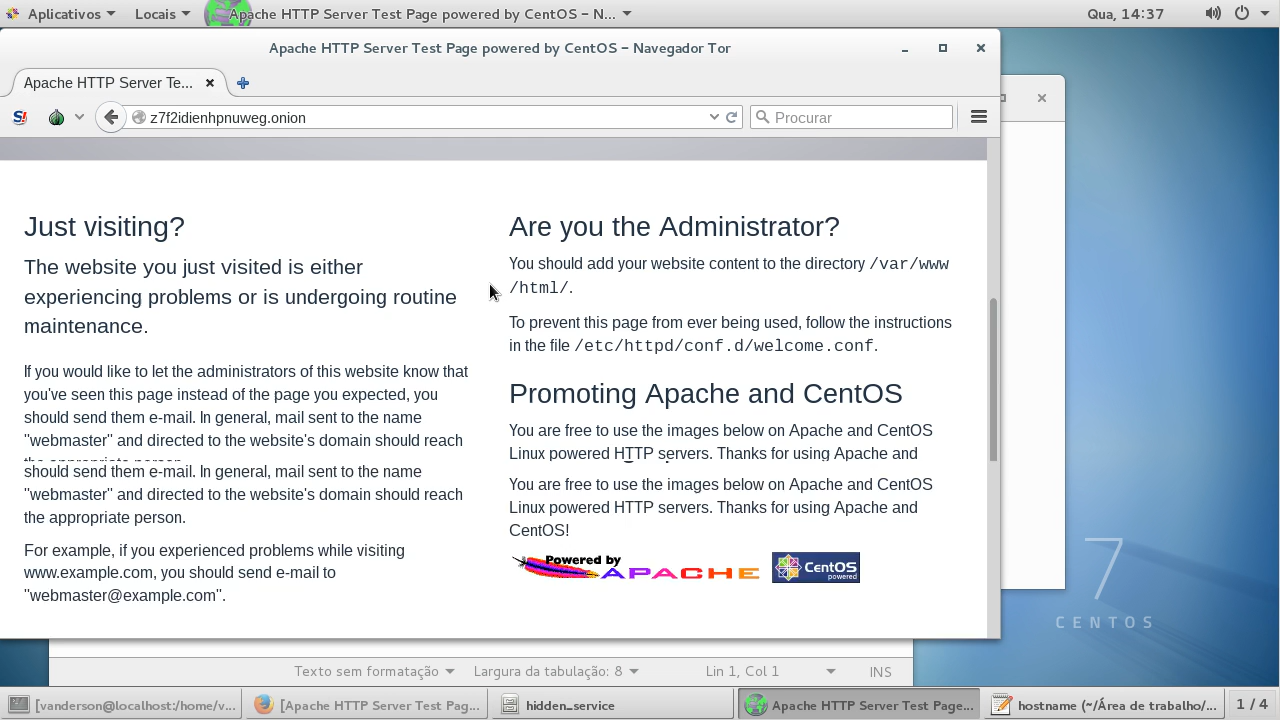 Aplicativos Locais Apache HTTP Server Test Page powered by CentOS – N... Qua, 14:37
Apache HTTP Server Test Page powered by CentOS – Navegador Tor
Apache HTTP Server Te...
S! z7f2idienhpnuweg.onion Procurar
Just visiting?
The website you just visited is either
experiencing problems or is undergoing routine
maintenance.
If you would like to let the administrators of this website know that
you've seen this page instead of the page you expected, you
should send them e-mail. In general, mail sent to the name
"webmaster" and directed to the website's domain should reach
the appropriate person.
should send them e-mail. In general, mail sent to the name
"webmaster" and directed to the website's domain should reach
the appropriate person.
For example, if you experienced problems while visiting
www.example.com, you should send e-mail to
"webmaster@example.com".
Are you the Administrator?
You should add your website content to the directory /var/www
/html/.
To prevent this page from ever being used, follow the instructions
in the file /etc/httpd/conf.d/welcome.conf.
Promoting Apache and CentOS
You are free to use the images below on Apache and CentOS
Linux powered HTTP servers. Thanks for using Apache and
You are free to use the images below on Apache and CentOS
Linux powered HTTP servers. Thanks for using Apache and
CentOS!
Powered by
APACHE
CentOS
powered
7
CENTOS
Texto sem formatação Largura da tabulação: 8 Lin 1, Col 1 INS
[vanderson@localhost:/home/v... [Apache HTTP Server Test Pag... hidden_service Apache HTTP Server Test Page... hostname (~/Área de trabalho/... 1 / 4